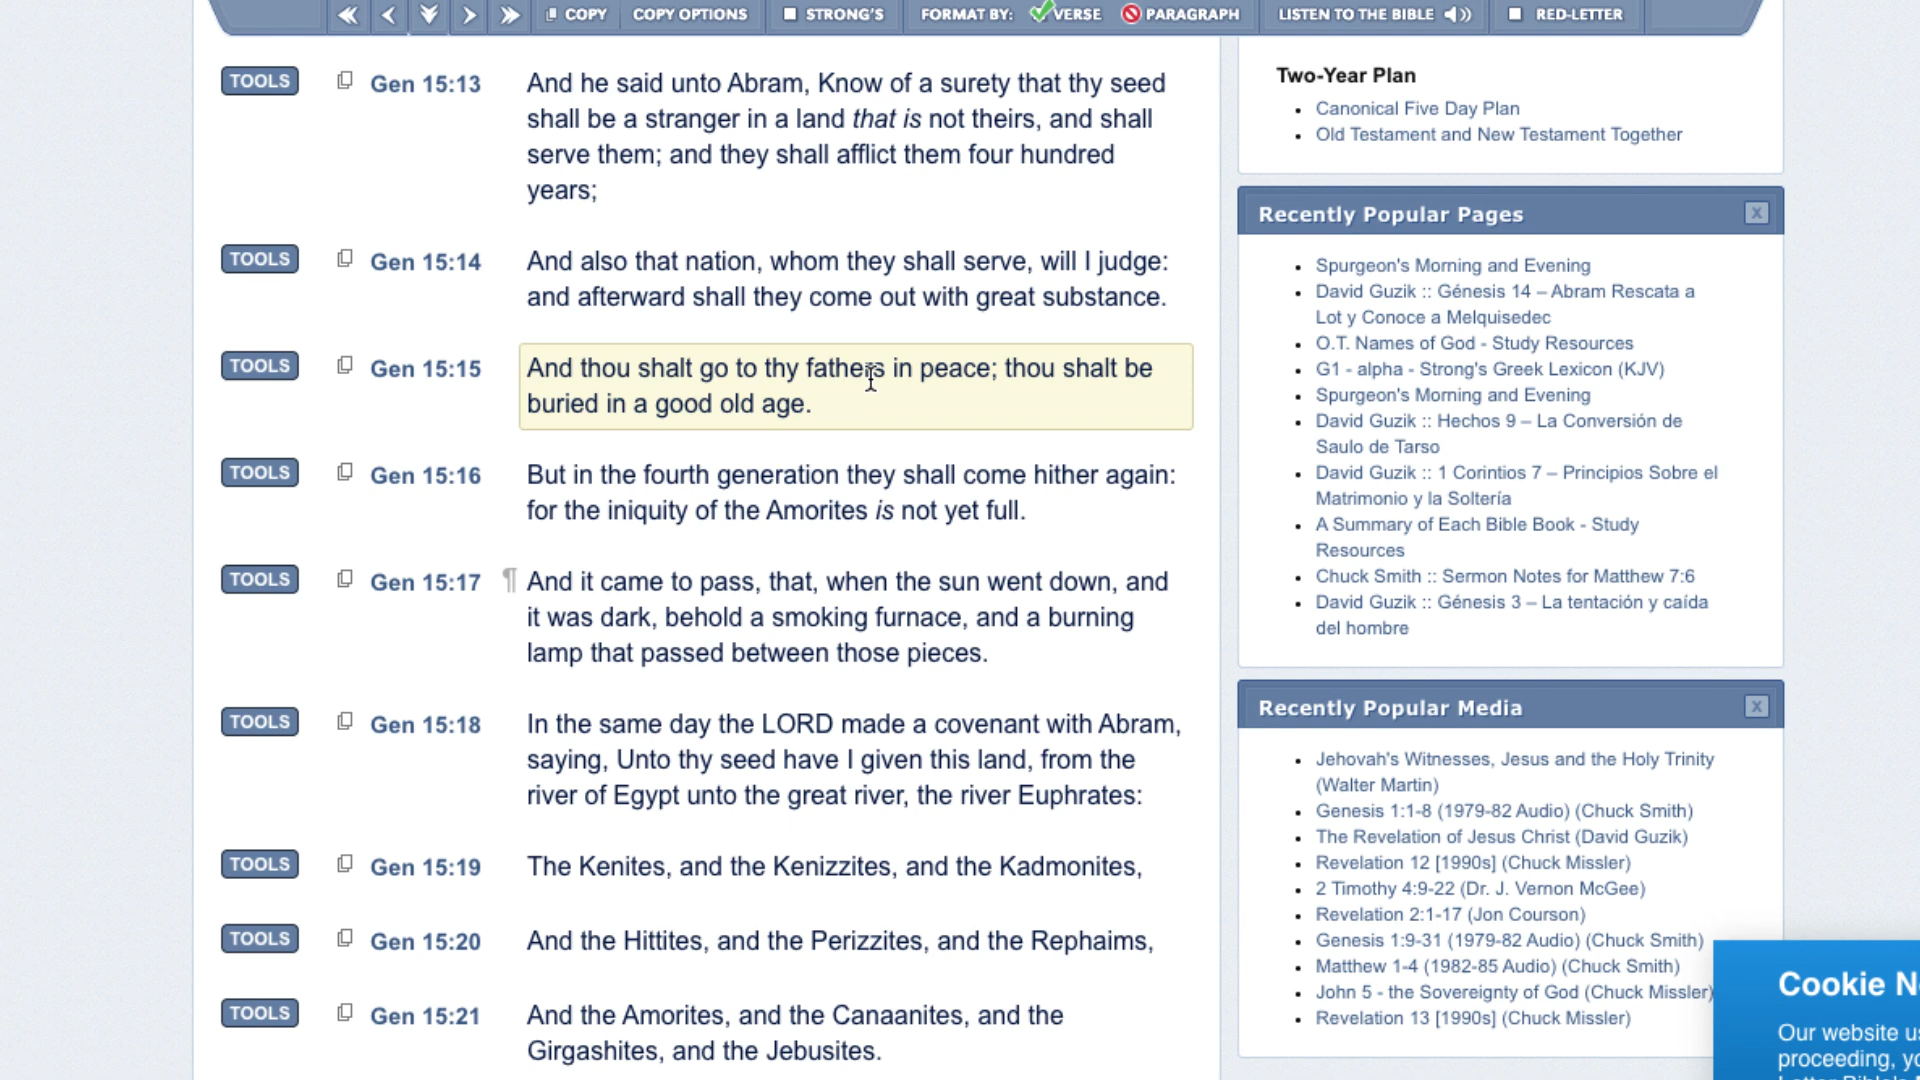 COPY COPY OPTIONS STRONG'S FORMAT BY: VERSE PARAGRAPH LISTEN TO THE BIBLE RED-LETTER
TOOLS Gen 15:13 And he said unto Abram, Know of a surety that thy seed
shall be a stranger in a land that is not theirs, and shall
serve them; and they shall afflict them four hundred
years;
TOOLS Gen 15:14 And also that nation, whom they shall serve, will I judge:
and afterward shall they come out with great substance.
TOOLS Gen 15:15 And thou shalt go to thy fathers in peace; thou shalt be
buried in a good old age.
TOOLS Gen 15:16 But in the fourth generation they shall come hither again:
for the iniquity of the Amorites is not yet full.
TOOLS Gen 15:17 ¶ And it came to pass, that, when the sun went down, and
it was dark, behold a smoking furnace, and a burning
lamp that passed between those pieces.
TOOLS Gen 15:18 In the same day the LORD made a covenant with Abram,
saying, Unto thy seed have I given this land, from the
river of Egypt unto the great river, the river Euphrates:
TOOLS Gen 15:19 The Kenites, and the Kenizzites, and the Kadmonites,
TOOLS Gen 15:20 And the Hittites, and the Perizzites, and the Rephaims,
TOOLS Gen 15:21 And the Amorites, and the Canaanites, and the
Girgashites, and the Jebusites.
Two-Year Plan
Canonical Five Day Plan
Old Testament and New Testament Together
Recently Popular Pages X
Spurgeon's Morning and Evening
David Guzik :: Génesis 14 – Abram Rescata a
Lot y Conoce a Melquisedec
O.T. Names of God - Study Resources
G1 - alpha - Strong's Greek Lexicon (KJV)
Spurgeon's Morning and Evening
David Guzik :: Hechos 9 – La Conversión de
Saulo de Tarso
David Guzik :: 1 Corintios 7 – Principios Sobre el
Matrimonio y la Soltería
A Summary of Each Bible Book - Study
Resources
Chuck Smith :: Sermon Notes for Matthew 7:6
David Guzik :: Génesis 3 – La tentación y caída
del hombre
Recently Popular Media X
Jehovah's Witnesses, Jesus and the Holy Trinity
(Walter Martin)
Genesis 1:1-8 (1979-82 Audio) (Chuck Smith)
The Revelation of Jesus Christ (David Guzik)
Revelation 12 [1990s] (Chuck Missler)
2 Timothy 4:9-22 (Dr. J. Vernon McGee)
Revelation 2:1-17 (Jon Courson)
Genesis 1:9-31 (1979-82 Audio) (Chuck Smith)
Matthew 1-4 (1982-85 Audio) (Chuck Smith)
John 5 - the Sovereignty of God (Chuck Missler)
Revelation 13 [1990s] (Chuck Missler)
Cookie
Our website
proceeding,